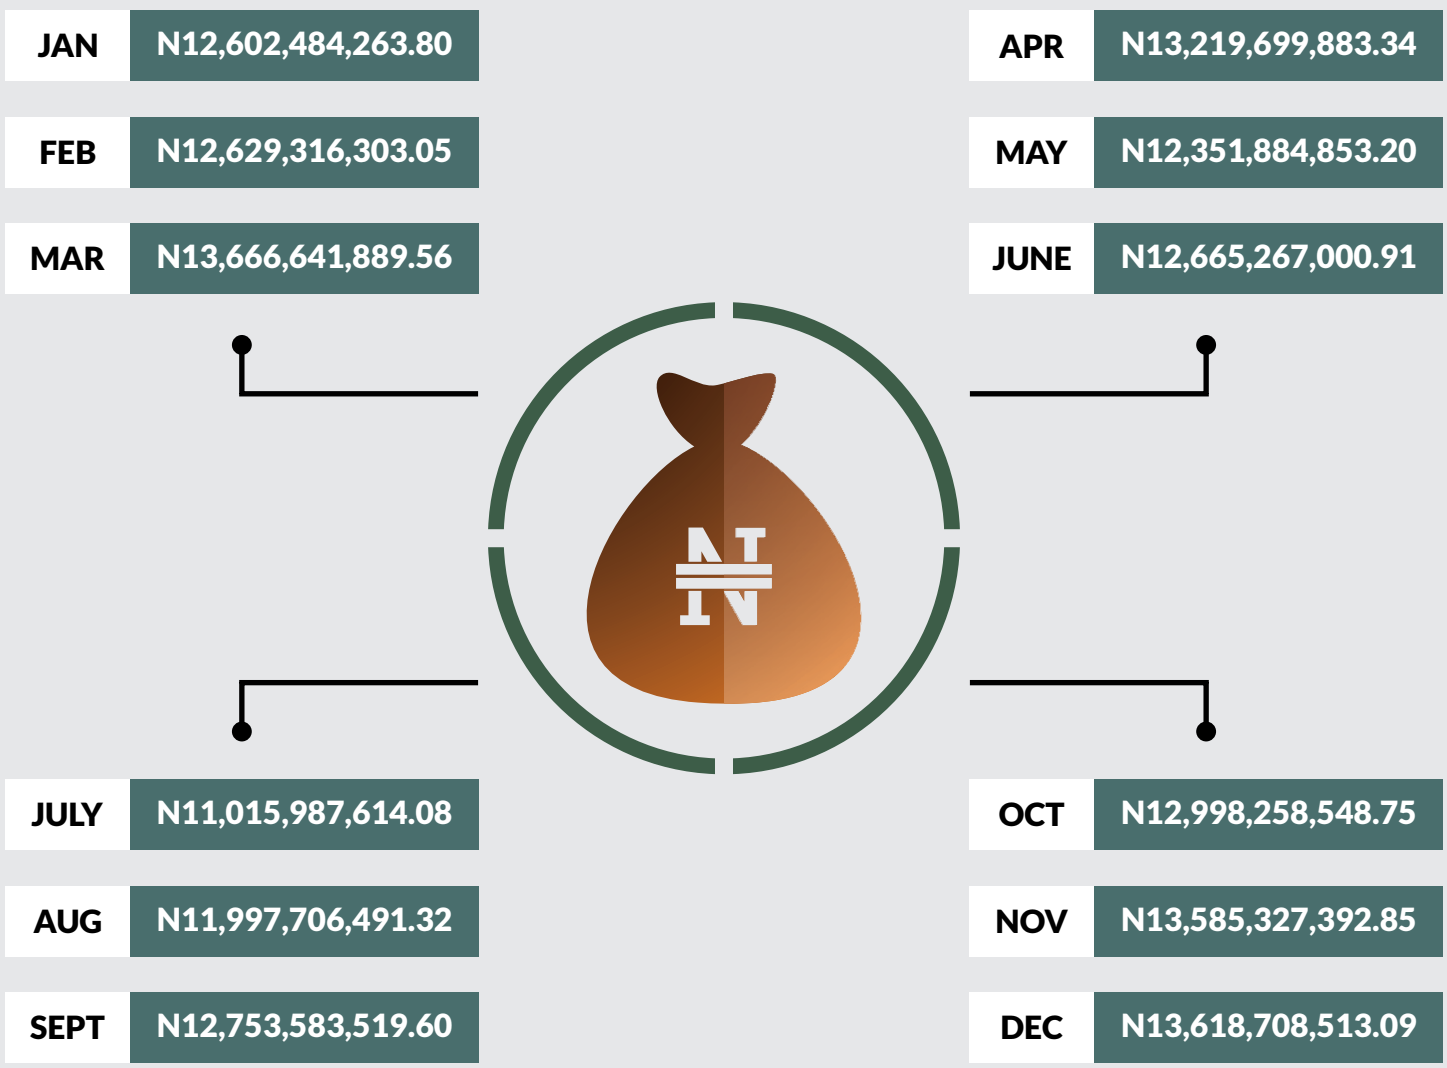 JAN N12,602,484,263.80
FEB N12,629,316,303.05
MAR N13,666,641,889.56
APR N13,219,699,883.34
MAY N12,351,884,853.20
JUNE N12,665,267,000.91
JULY N11,015,987,614.08
AUG N11,997,706,491.32
SEPT N12,753,583,519.60
OCT N12,998,258,548.75
NOV N13,585,327,392.85
DEC N13,618,708,513.09